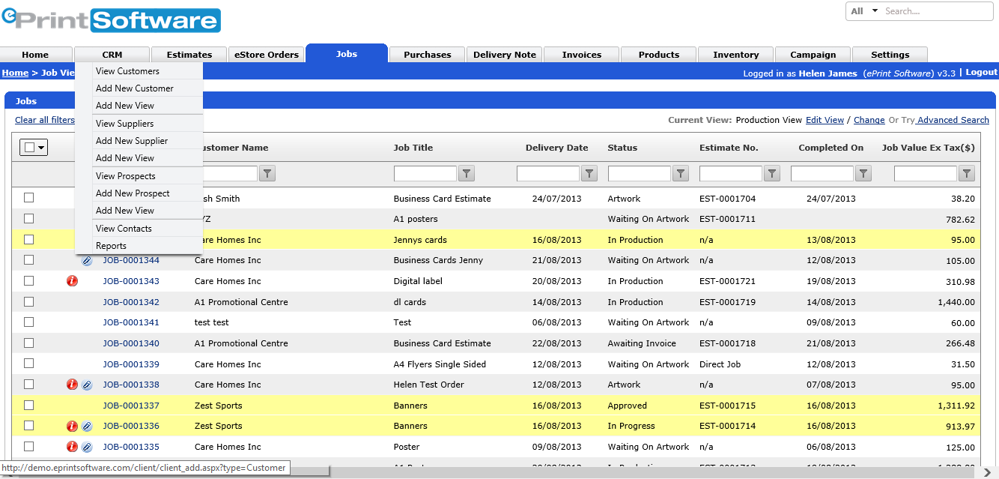 ePrint Software
All Search....
Home CRM Estimates eStore Orders Jobs Purchases Delivery Note Invoices Products Inventory Campaign Settings
Home > Job Vie
Logged in as Helen James (ePrint Software) v3.3 | Logout
View Customers
Add New Customer
Add New View
View Suppliers
Add New Supplier
Add New View
View Prospects
Add New Prospect
Add New View
View Contacts
Reports
Jobs
Clear all filters
Current View: Production View Edit View / Change Or Try Advanced Search
ustomer Name Job Title Delivery Date Status Estimate No. Completed On Job Value Ex Tax($)
sh Smith Business Card Estimate 24/07/2013 Artwork EST-0001704 24/07/2013 38.20
YZ A1 posters Waiting On Artwork EST-0001711 782.62
are Homes Inc Jennys cards 16/08/2013 In Production n/a 13/08/2013 95.00
JOB-0001344 Care Homes Inc Business Cards Jenny 21/08/2013 Waiting On Artwork n/a 12/08/2013 105.00
JOB-0001343 Care Homes Inc Digital label 20/08/2013 In Production EST-0001721 19/08/2013 310.98
JOB-0001342 A1 Promotional Centre dl cards 14/08/2013 In Production EST-0001719 14/08/2013 1,440.00
JOB-0001341 test test Test 06/08/2013 Waiting On Artwork n/a 09/08/2013 60.00
JOB-0001340 A1 Promotional Centre Business Card Estimate 22/08/2013 Awaiting Invoice EST-0001718 21/08/2013 266.48
JOB-0001339 Care Homes Inc A4 Flyers Single Sided 12/08/2013 Waiting On Artwork Direct Job 12/08/2013 31.50
JOB-0001338 Care Homes Inc Helen Test Order 12/08/2013 Artwork n/a 07/08/2013 95.00
JOB-0001337 Zest Sports Banners 16/08/2013 Approved EST-0001715 16/08/2013 1,311.92
JOB-0001336 Zest Sports Banners 16/08/2013 In Progress EST-0001714 16/08/2013 913.97
JOB-0001335 Care Homes Inc Poster 09/08/2013 Waiting On Artwork n/a 06/08/2013 125.00
http://demo.eprintsoftware.com/client/client_add.aspx?type=Customer